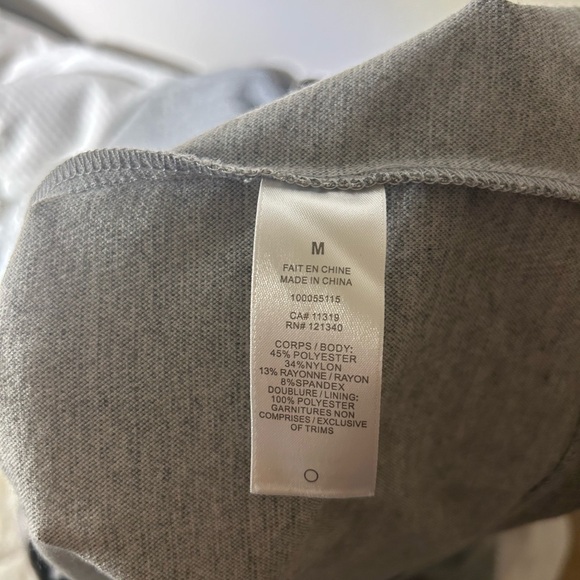 M
FAIT EN CHINE
MADE IN CHINA
100055115
CA# 11319
RN# 121340
CORPS / BODY:
45% POLYESTER
34%NYLON
13% RAYONNE / RAYON
8%SPANDEX
DOUBLURE / LINING:
100% POLYESTER
GARNITURES NON
COMPRISES / EXCLUSIVE
OF TRIMS